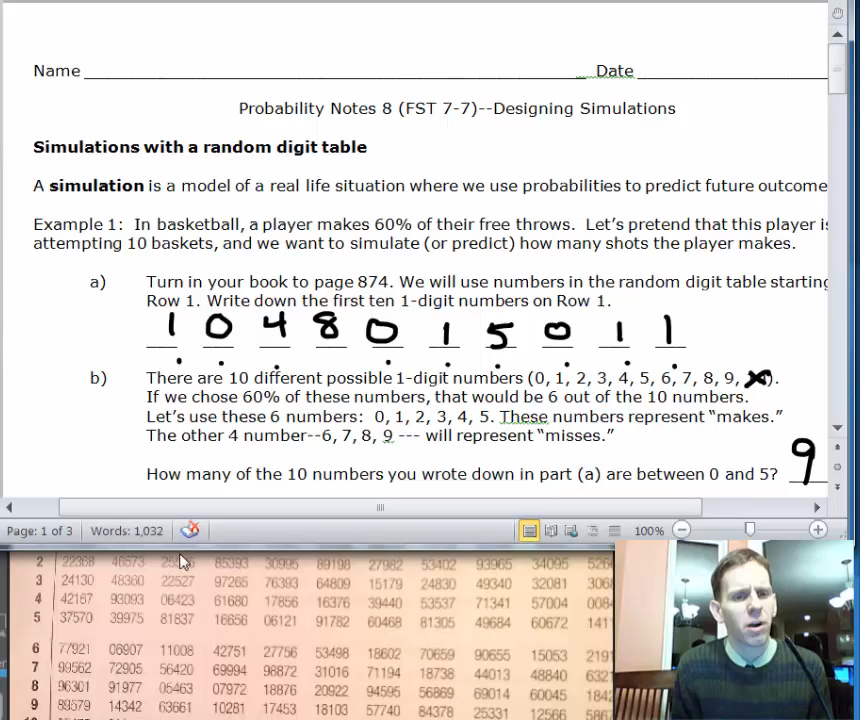 Name ____ Date ____
Probability Notes 8 (FST 7-7)--Designing Simulations
Simulations with a random digit table
A simulation is a model of a real life situation where we use probabilities to predict future outcome
Example 1: In basketball, a player makes 60% of their free throws. Let's pretend that this player is
attempting 10 baskets, and we want to simulate (or predict) how many shots the player makes.
a) Turn in your book to page 874. We will use numbers in the random digit table starting
Row 1. Write down the first ten 1-digit numbers on Row 1.
1 0 4 8 0 1 5 0 1 1
b) There are 10 different possible 1-digit numbers (0, 1, 2, 3, 4, 5, 6, 7, 8, 9, ).
If we chose 60% of these numbers, that would be 6 out of the 10 numbers.
Let's use these 6 numbers: 0, 1, 2, 3, 4, 5. These numbers represent "makes."
The other 4 number--6, 7, 8, 9 --- will represent "misses."
How many of the 10 numbers you wrote down in part (a) are between 0 and 5? 9
Page: 1 of 3 Words: 1,032 100%
2 22368 46573 85393 30995 89198 27982 53402 93965 34095 526
3 24130 48360 22527 97265 76393 64809 15179 24830 49340 32081 306
4 42167 93093 06423 61680 17856 16376 39440 53537 71341 57004 008
5 37570 39975 81837 16656 06121 91782 60468 81305 49684 60672 141
6 77921 06907 11008 42751 27756 53498 18602 70659 90655 15053 219
7 99562 72905 56420 69994 98872 31016 71194 18738 44013 48840 632
8 96301 91977 05463 07972 18876 20922 94595 56869 69014 60045 184
9 89579 14342 63661 10281 17453 18103 57740 84378 25331 12566 586